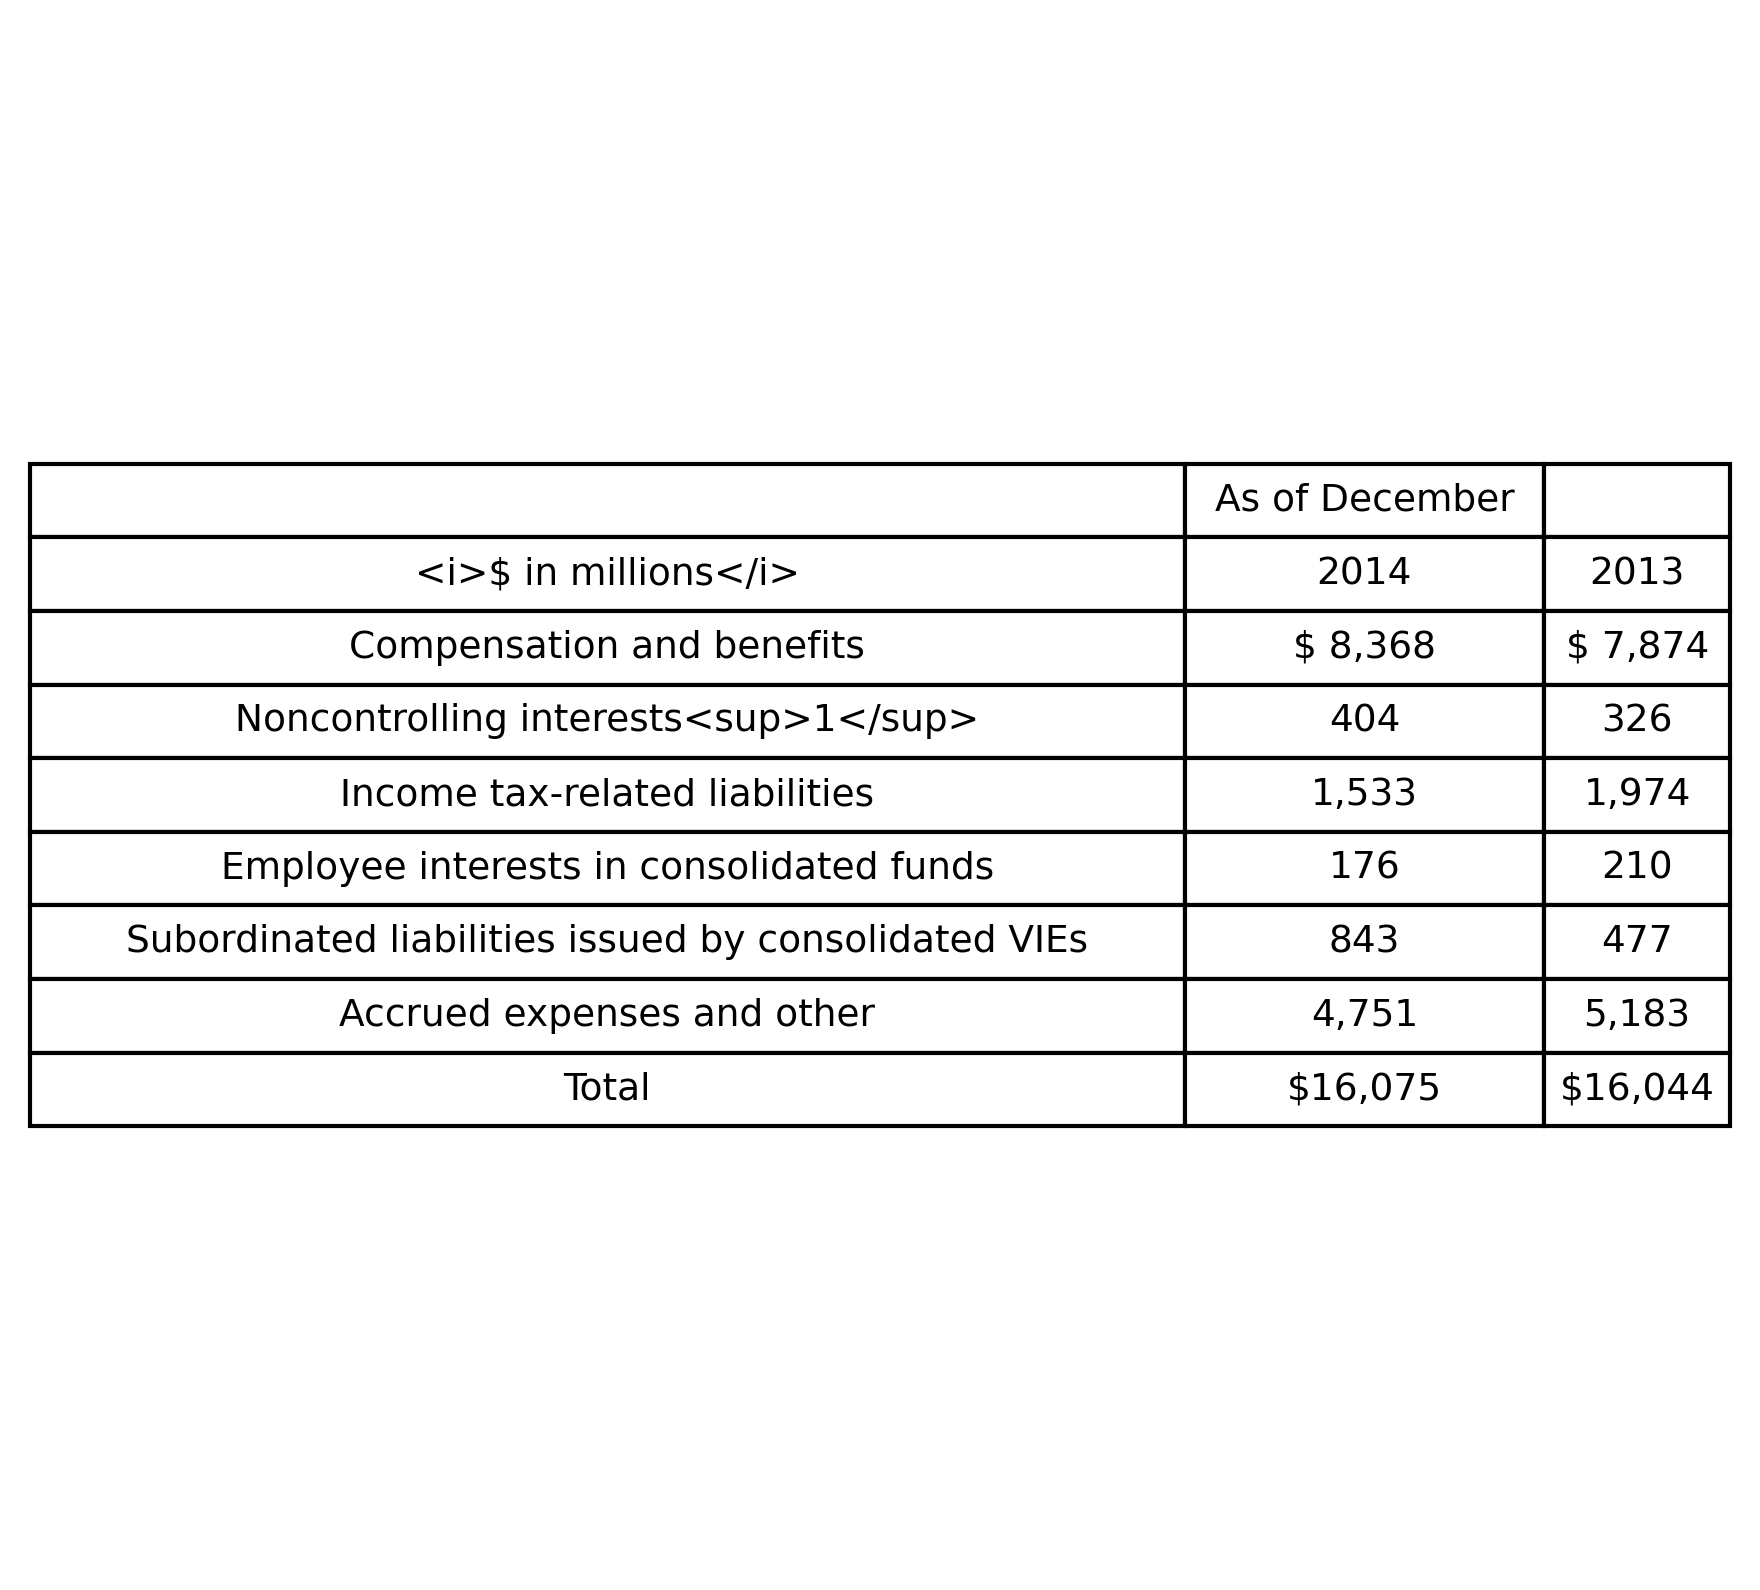 As of December
<i>$ in millions</i> 2014 2013
Compensation and benefits $ 8,368 $ 7,874
Noncontrolling interests<sup>1</sup> 404 326
Income tax-related liabilities 1,533 1,974
Employee interests in consolidated funds 176 210
Subordinated liabilities issued by consolidated VIEs 843 477
Accrued expenses and other 4,751 5,183
Total $16,075 $16,044